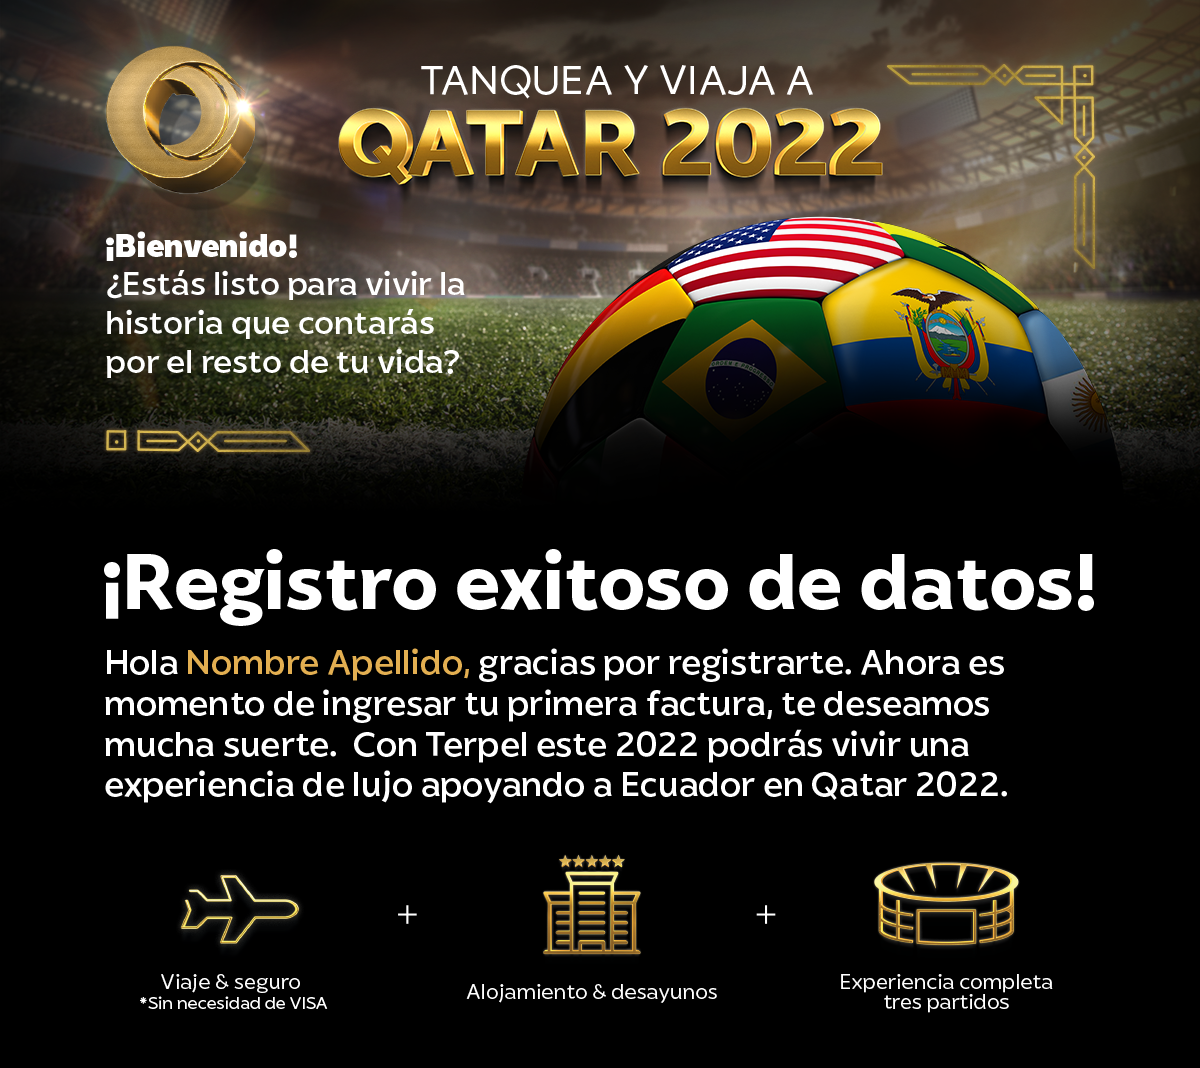 TANQUEA Y VIAJA A
QATAR 2022
¡Bienvenido!
¿Estás listo para vivir la
historia que contarás
por el resto de tu vida?
¡Registro exitoso de datos!
Hola Nombre Apellido, gracias por registrarte. Ahora es
momento de ingresar tu primera factura, te deseamos
mucha suerte. Con Terpel este 2022 podrás vivir una
experiencia de lujo apoyando a Ecuador en Qatar 2022.
Viaje & seguro
*Sin necesidad de VISA
+
Alojamiento & desayunos
+
Experiencia completa
tres partidos